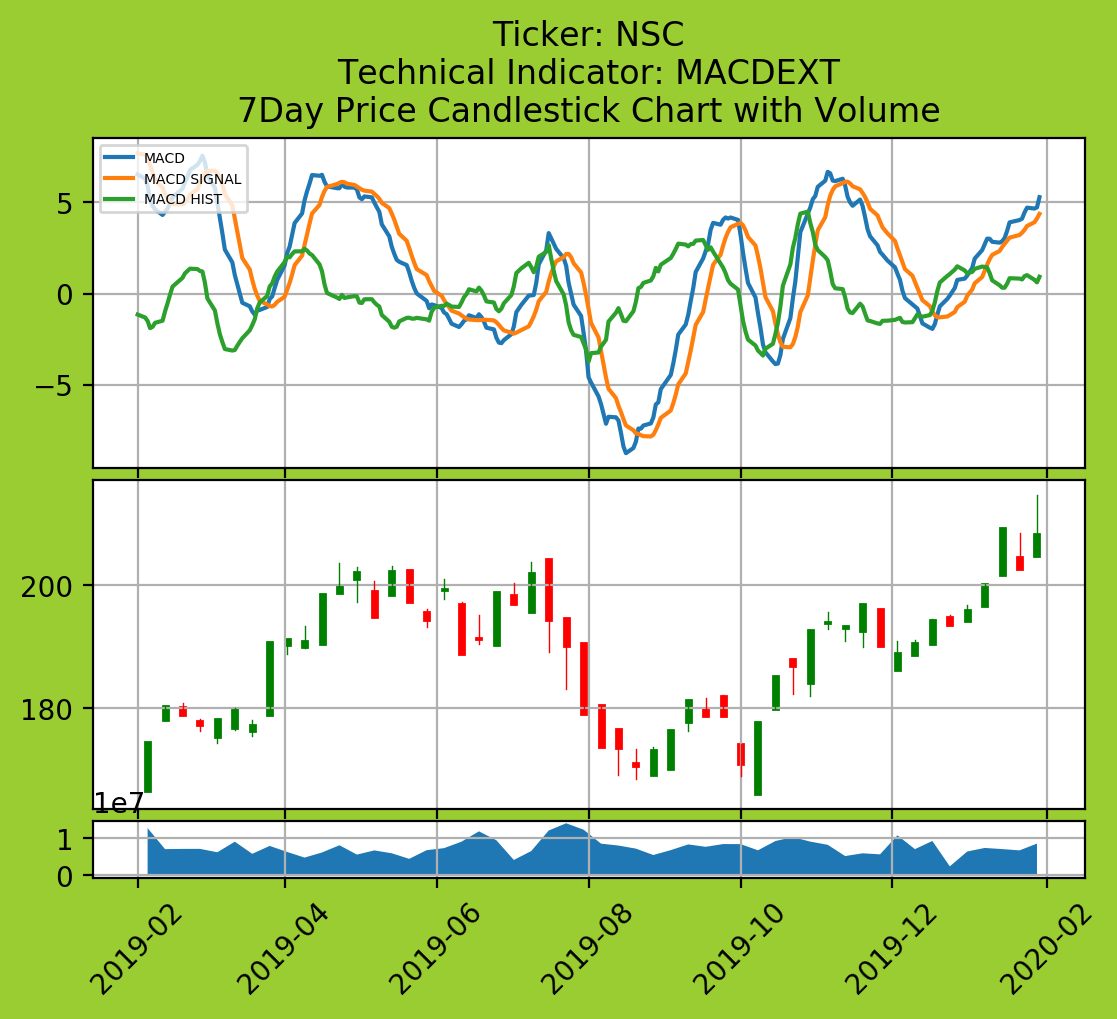 Ticker: NSC
Technical Indicator: MACDEXT
7Day Price Candlestick Chart with Volume
MACD
MACD SIGNAL
MACD HIST
5
0
−5
200
180
1e7
1
0
2019-02
2019-04
2019-06
2019-08
2019-10
2019-12
2020-02